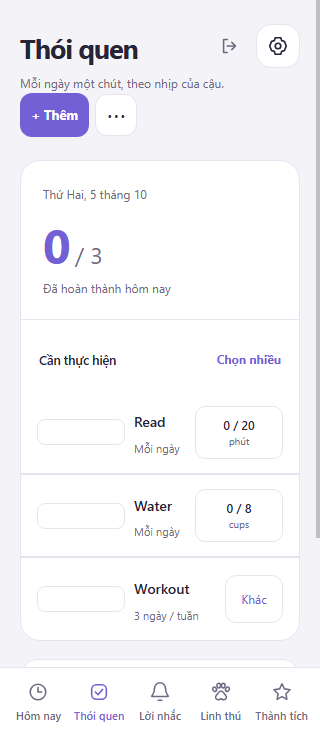 Thói quen
Mỗi ngày một chút, theo nhịp của cậu.
+ Thêm
...
Thứ Hai, 5 tháng 10
0 / 3
Đã hoàn thành hôm nay
Cần thực hiện
Chọn nhiều
Read
Mỗi ngày
0 / 20
phút
Water
Mỗi ngày
0 / 8
cups
Workout
3 ngày / tuần
Khác
Hôm nay
Thói quen
Lời nhắc
Linh thú
Thành tích